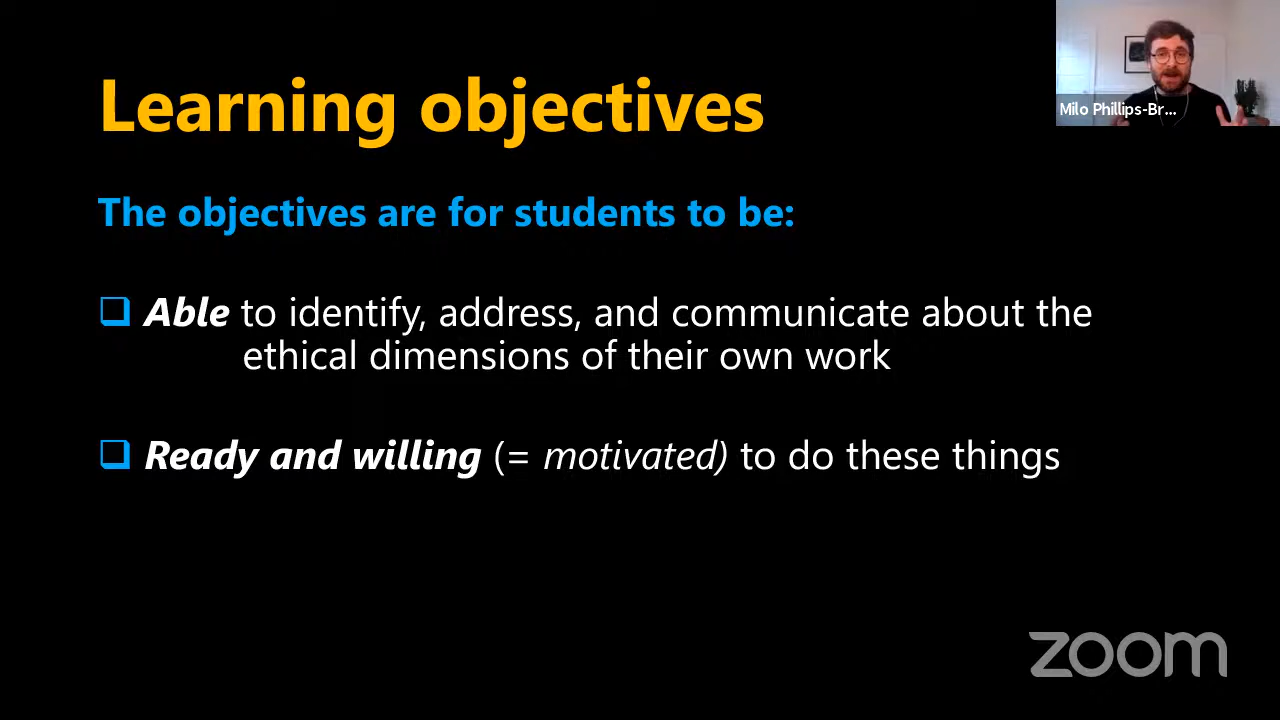 Learning objectives
Milo Phillips-Br...
The objectives are for students to be:
Able to identify, address, and communicate about the
ethical dimensions of their own work
Ready and willing (= motivated) to do these things
zoom